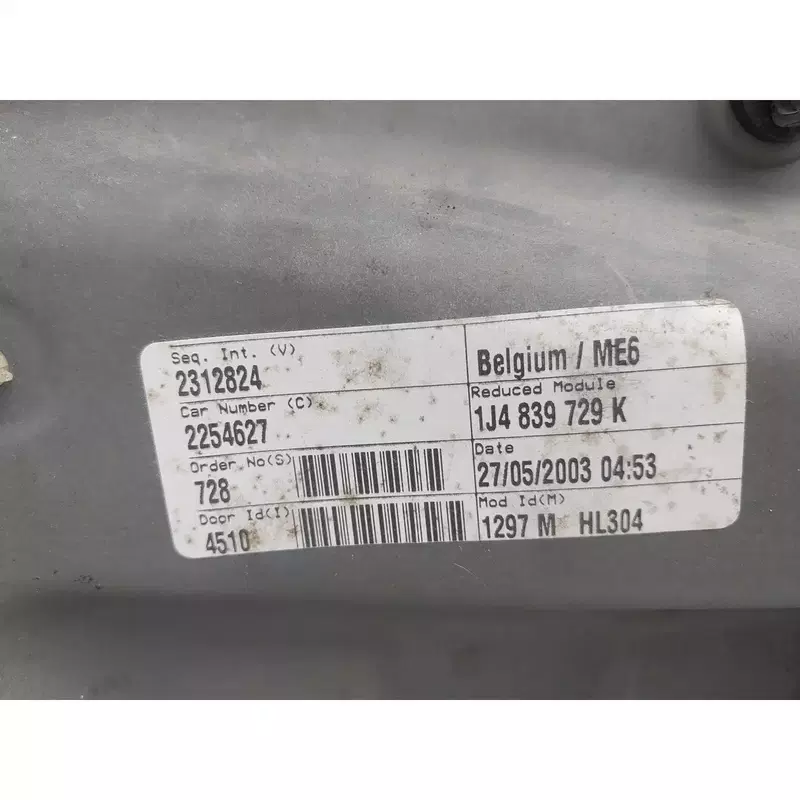 Seq. Int. (V)
2312824
Car Number (C)
2254627
Order No(S)
728
Door Id(I)
4510
Belgium / ME6
Reduced Module
1J4 839 729 K
Date
27/05/2003 04:53
Mod Id(M)
1297 M HL304